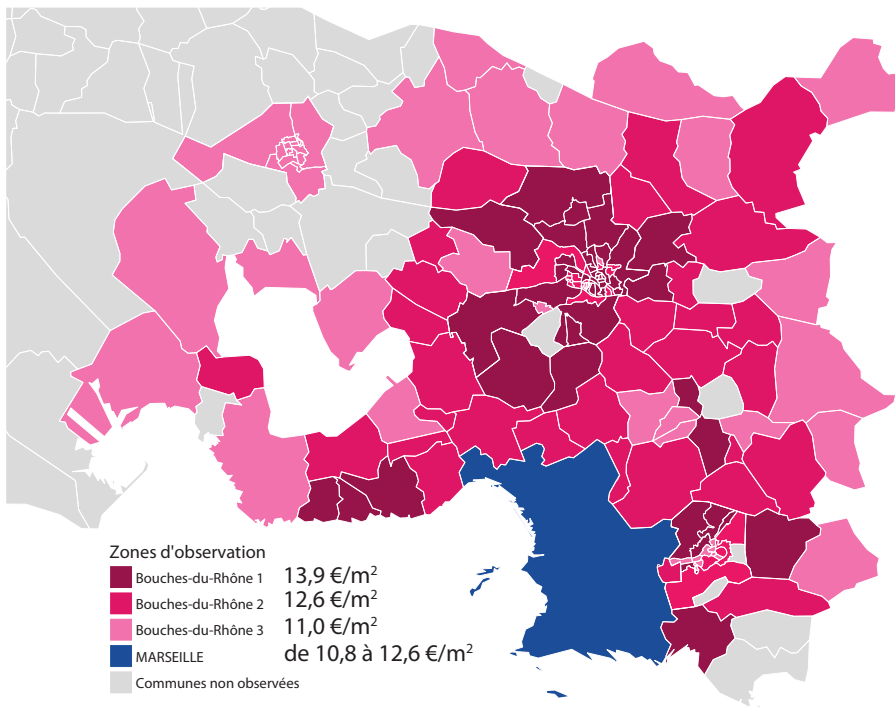 Zones d'observation
Bouches-du-Rhône 1 13,9 €/m²
Bouches-du-Rhône 2 12,6 €/m²
Bouches-du-Rhône 3 11,0 €/m²
MARSEILLE de 10,8 à 12,6 €/m²
Communes non observées